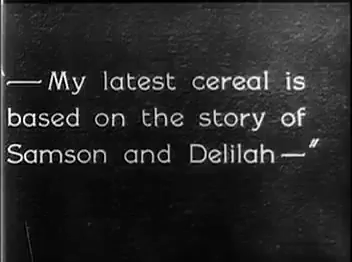 —My latest cereal is
based on the story of
Samson and Delilah—"